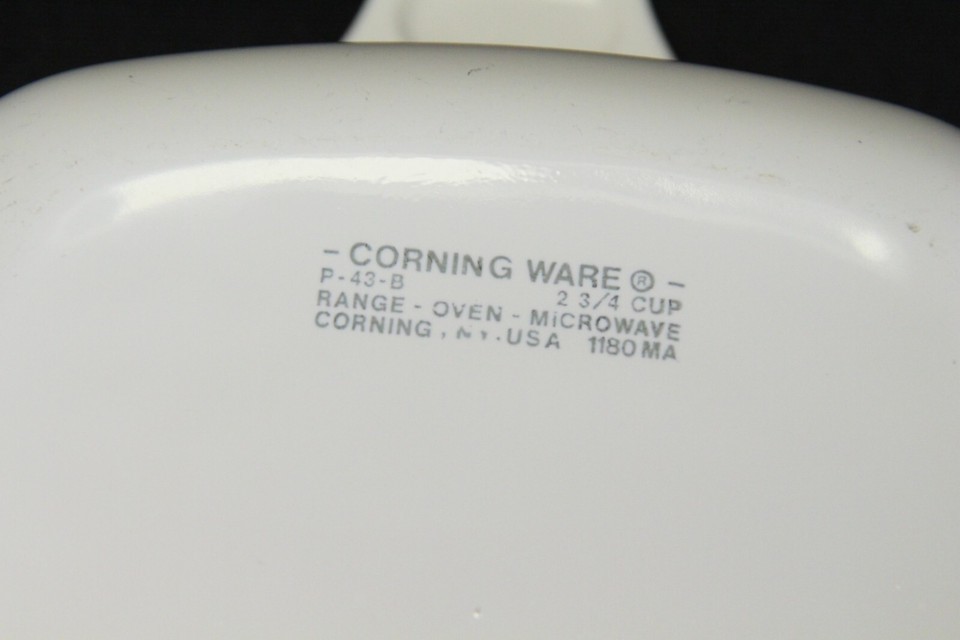 - CORNING WARE ® -
P-43-B 2 3/4 CUP
RANGE - OVEN - MiCROWAVE
CORNING, N.Y. USA 1180 MA